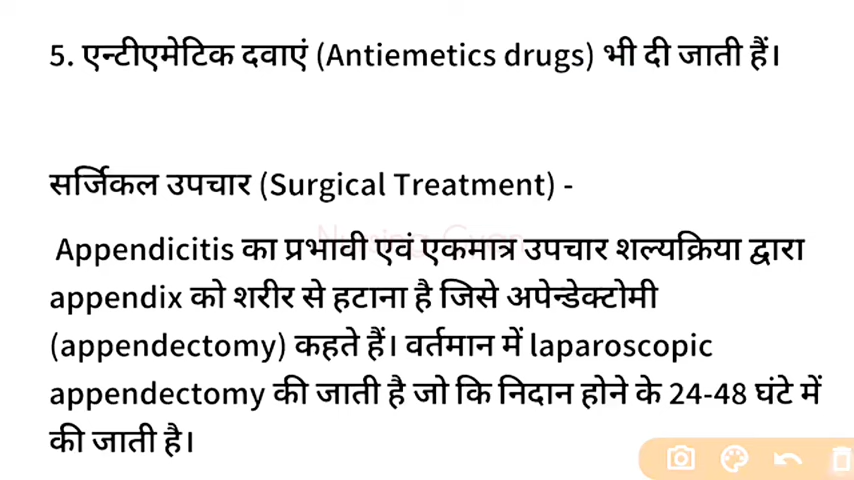 5. एन्टीएमेटिक दवाएं (Antiemetics drugs) भी दी जाती हैं।
सर्जिकल उपचार (Surgical Treatment) -
Appendicitis का प्रभावी एवं एकमात्र उपचार शल्यक्रिया द्वारा
appendix को शरीर से हटाना है जिसे अपेन्डेक्टोमी
(appendectomy) कहते हैं। वर्तमान में laparoscopic
appendectomy की जाती है जो कि निदान होने के 24-48 घंटे में
की जाती है।